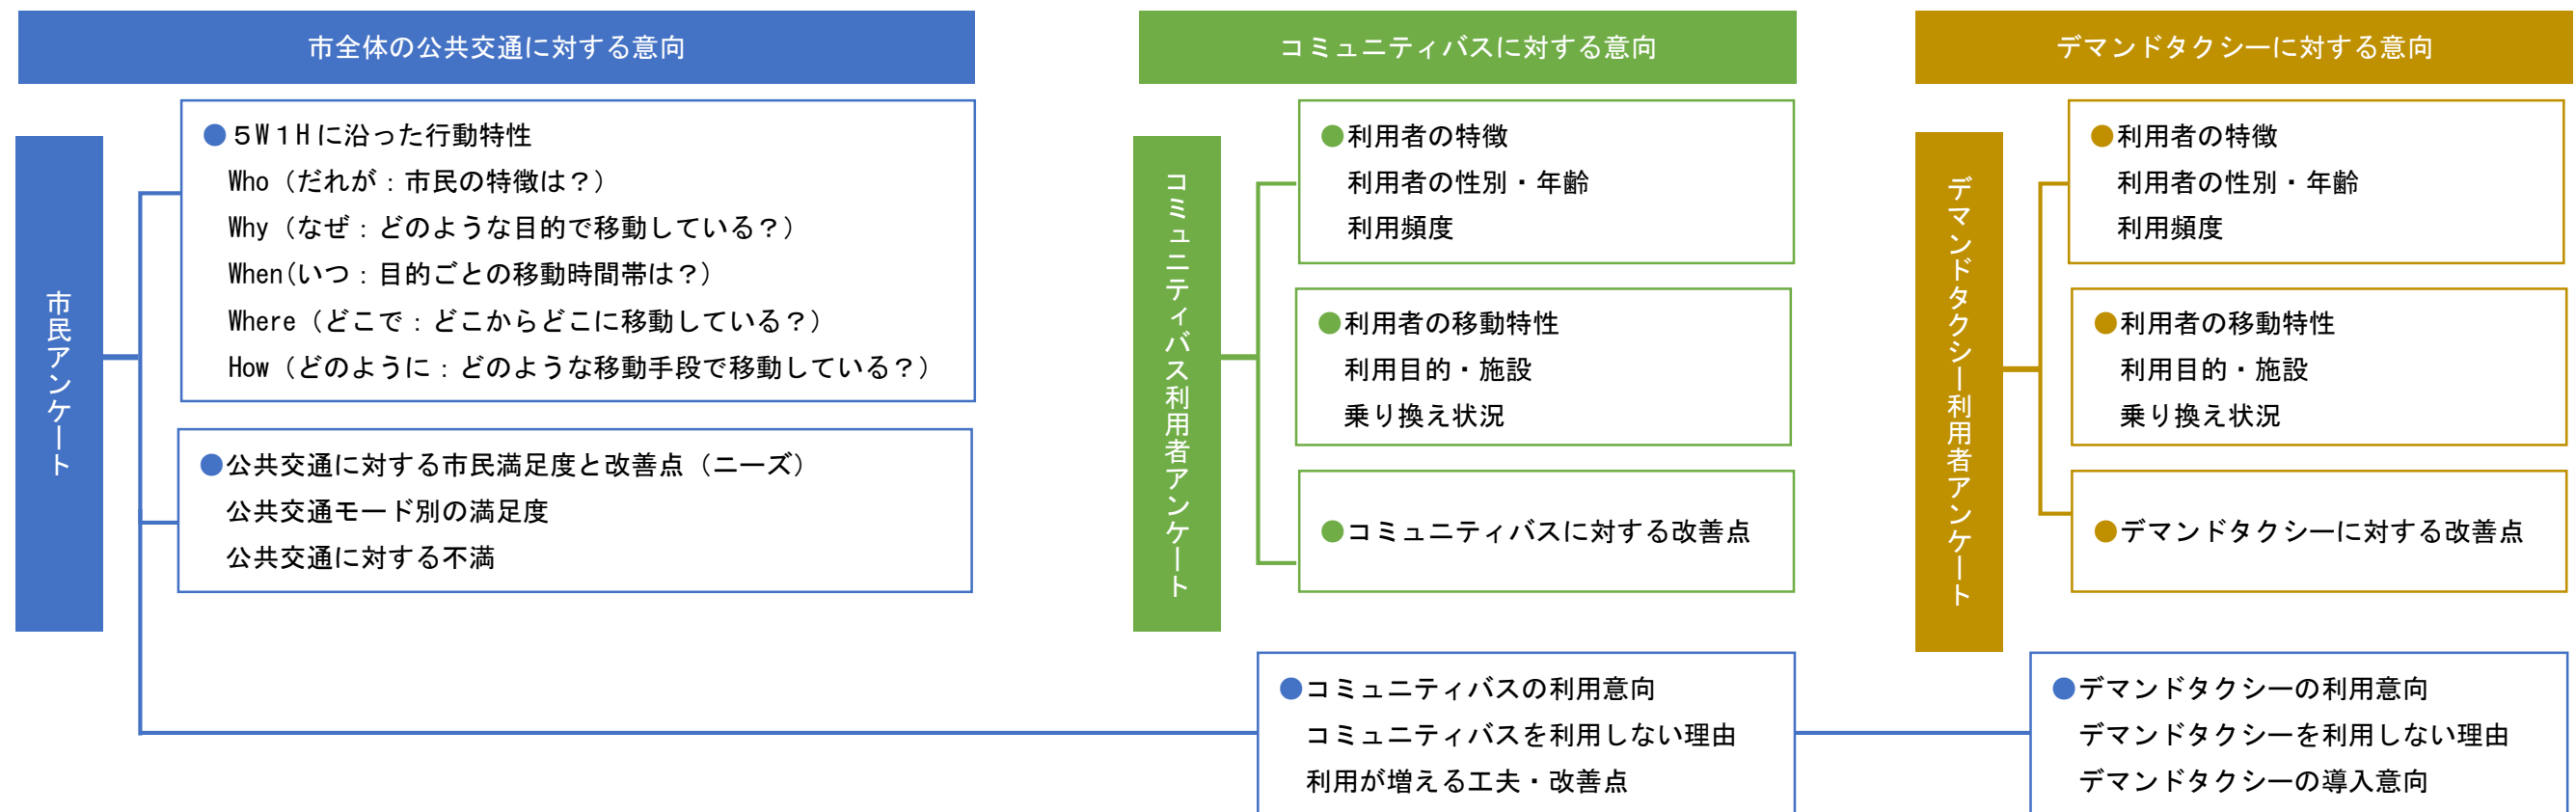 市全体の公共交通に対する意向
市民アンケート
●５Ｗ１Ｈに沿った行動特性
Who（だれが：市民の特徴は？）
Why（なぜ：どのような目的で移動している？）
When(いつ：目的ごとの移動時間帯は？）
Where（どこで：どこからどこに移動している？）
How（どのように：どのような移動手段で移動している？）
●公共交通に対する市民満足度と改善点（ニーズ）
公共交通モード別の満足度
公共交通に対する不満
コミュニティバスに対する意向
コミュニティバス利用者アンケート
●利用者の特徴
利用者の性別・年齢
利用頻度
●利用者の移動特性
利用目的・施設
乗り換え状況
●コミュニティバスに対する改善点
●コミュニティバスの利用意向
コミュニティバスを利用しない理由
利用が増える工夫・改善点
デマンドタクシーに対する意向
デマンドタクシー利用者アンケート
●利用者の特徴
利用者の性別・年齢
利用頻度
●利用者の移動特性
利用目的・施設
乗り換え状況
●デマンドタクシーに対する改善点
●デマンドタクシーの利用意向
デマンドタクシーを利用しない理由
デマンドタクシーの導入意向